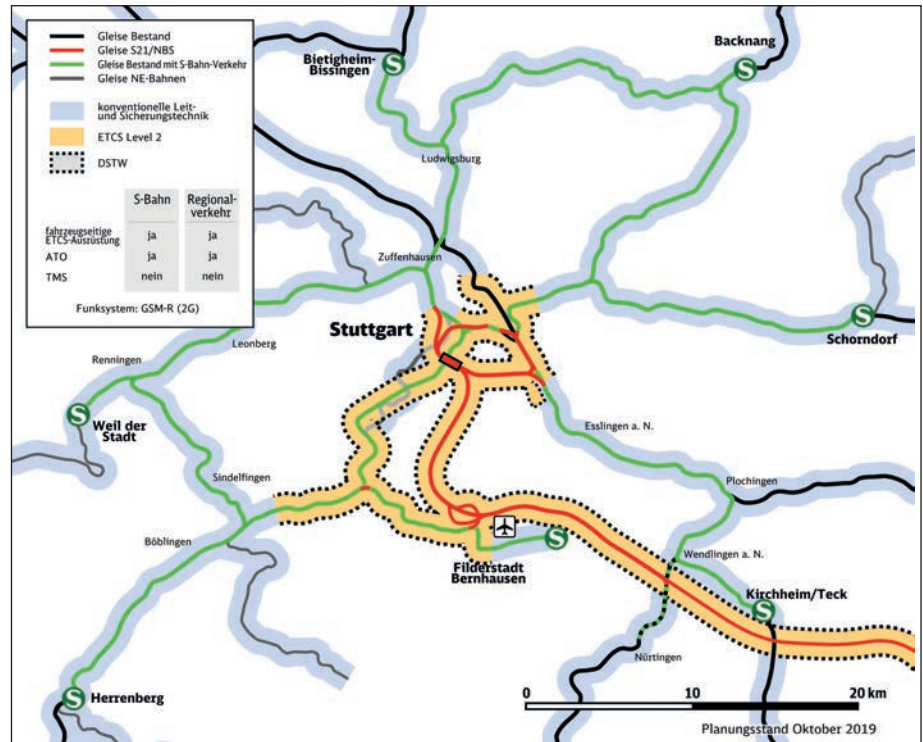 Gleise Bestand
Gleise S21/NBS
Gleise Bestand mit S-Bahn-Verkehr
Gleise NE-Bahnen
konventionelle Leit-
und Sicherungstechnik
ETCS Level 2
DSTW
S-Bahn
Regional-
verkehr
fahrzeugseitige
ETCS-Ausrüstung
ja
ja
ATO
ja
ja
TMS
nein
nein
Funksystem: GSM-R (2G)
Bietigheim-
Bissingen
S
Backnang
S
Ludwigsburg
Zuffenhausen
Stuttgart
S
Schorndorf
Leonberg
Renningen
S
Weil der
Stadt
Esslingen a. N.
Sindelfingen
Plochingen
Böblingen
S
Filderstadt
Bernhausen
Wendlingen a. N.
Kirchheim/Teck
S
Nürtingen
S
Herrenberg
0
10
20 km
Planungsstand Oktober 2019